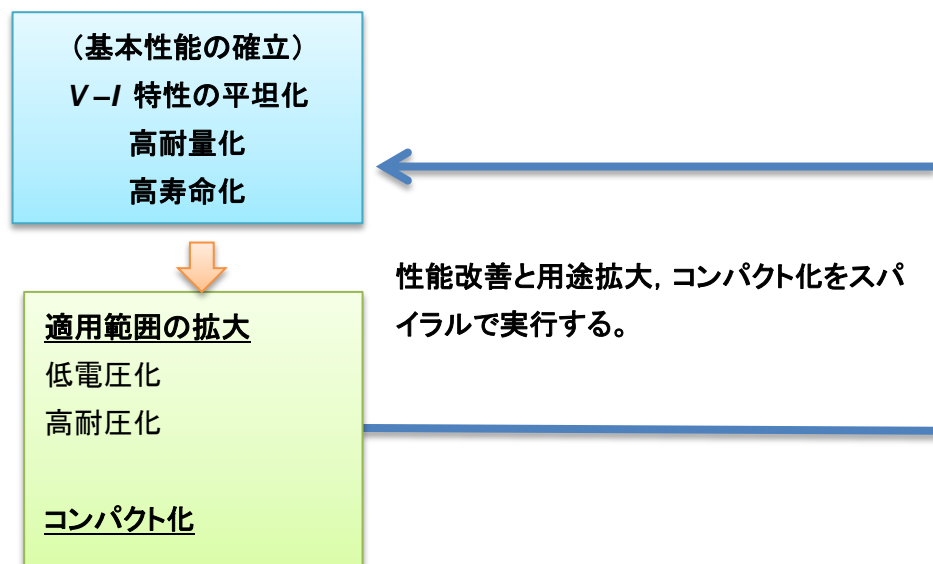 （基本性能の確立）
V–I 特性の平坦化
高耐量化
高寿命化
性能改善と用途拡大, コンパクト化をスパ
イラルで実行する。
適用範囲の拡大
低電圧化
高耐圧化
コンパクト化